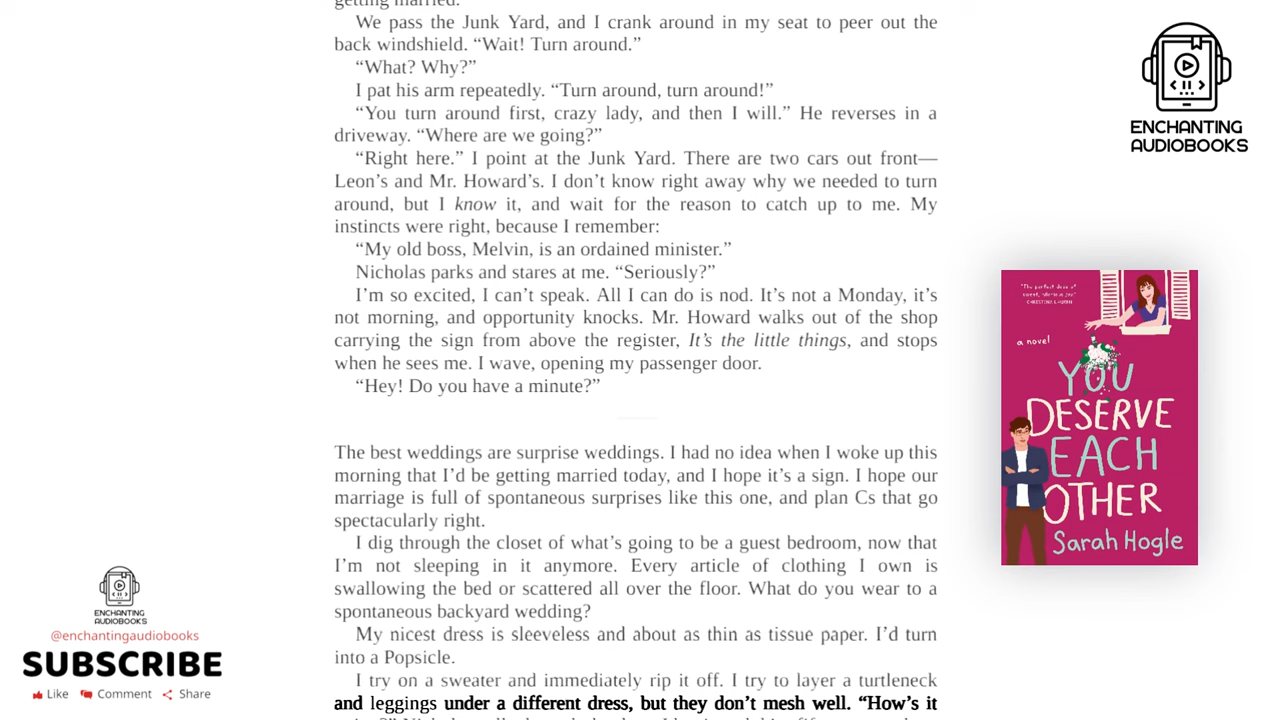 getting married.
We pass the Junk Yard, and I crank around in my seat to peer out the
back windshield. “Wait! Turn around.”
“What? Why?”
I pat his arm repeatedly. “Turn around, turn around!”
“You turn around first, crazy lady, and then I will.” He reverses in a
driveway. “Where are we going?”
“Right here.” I point at the Junk Yard. There are two cars out front—
Leon’s and Mr. Howard’s. I don’t know right away why we needed to turn
around, but I know it, and wait for the reason to catch up to me. My
instincts were right, because I remember:
“My old boss, Melvin, is an ordained minister.”
Nicholas parks and stares at me. “Seriously?”
I’m so excited, I can’t speak. All I can do is nod. It’s not a Monday, it’s
not morning, and opportunity knocks. Mr. Howard walks out of the shop
carrying the sign from above the register, It’s the little things, and stops
when he sees me. I wave, opening my passenger door.
“Hey! Do you have a minute?”
The best weddings are surprise weddings. I had no idea when I woke up this
morning that I’d be getting married today, and I hope it’s a sign. I hope our
marriage is full of spontaneous surprises like this one, and plan Cs that go
spectacularly right.
I dig through the closet of what’s going to be a guest bedroom, now that
I’m not sleeping in it anymore. Every article of clothing I own is
swallowing the bed or scattered all over the floor. What do you wear to a
spontaneous backyard wedding?
My nicest dress is sleeveless and about as thin as tissue paper. I’d turn
into a Popsicle.
I try on a sweater and immediately rip it off. I try to layer a turtleneck
and leggings under a different dress, but they don’t mesh well. “How’s it
ENCHANTING
AUDIOBOOKS
CHRISTINA LAUREN
a novel
YOU
DESERVE
EACH
OTHER
Sarah Hogle
ENCHANTING
AUDIOBOOKS
@enchantingaudiobooks
SUBSCRIBE
Like Comment Share